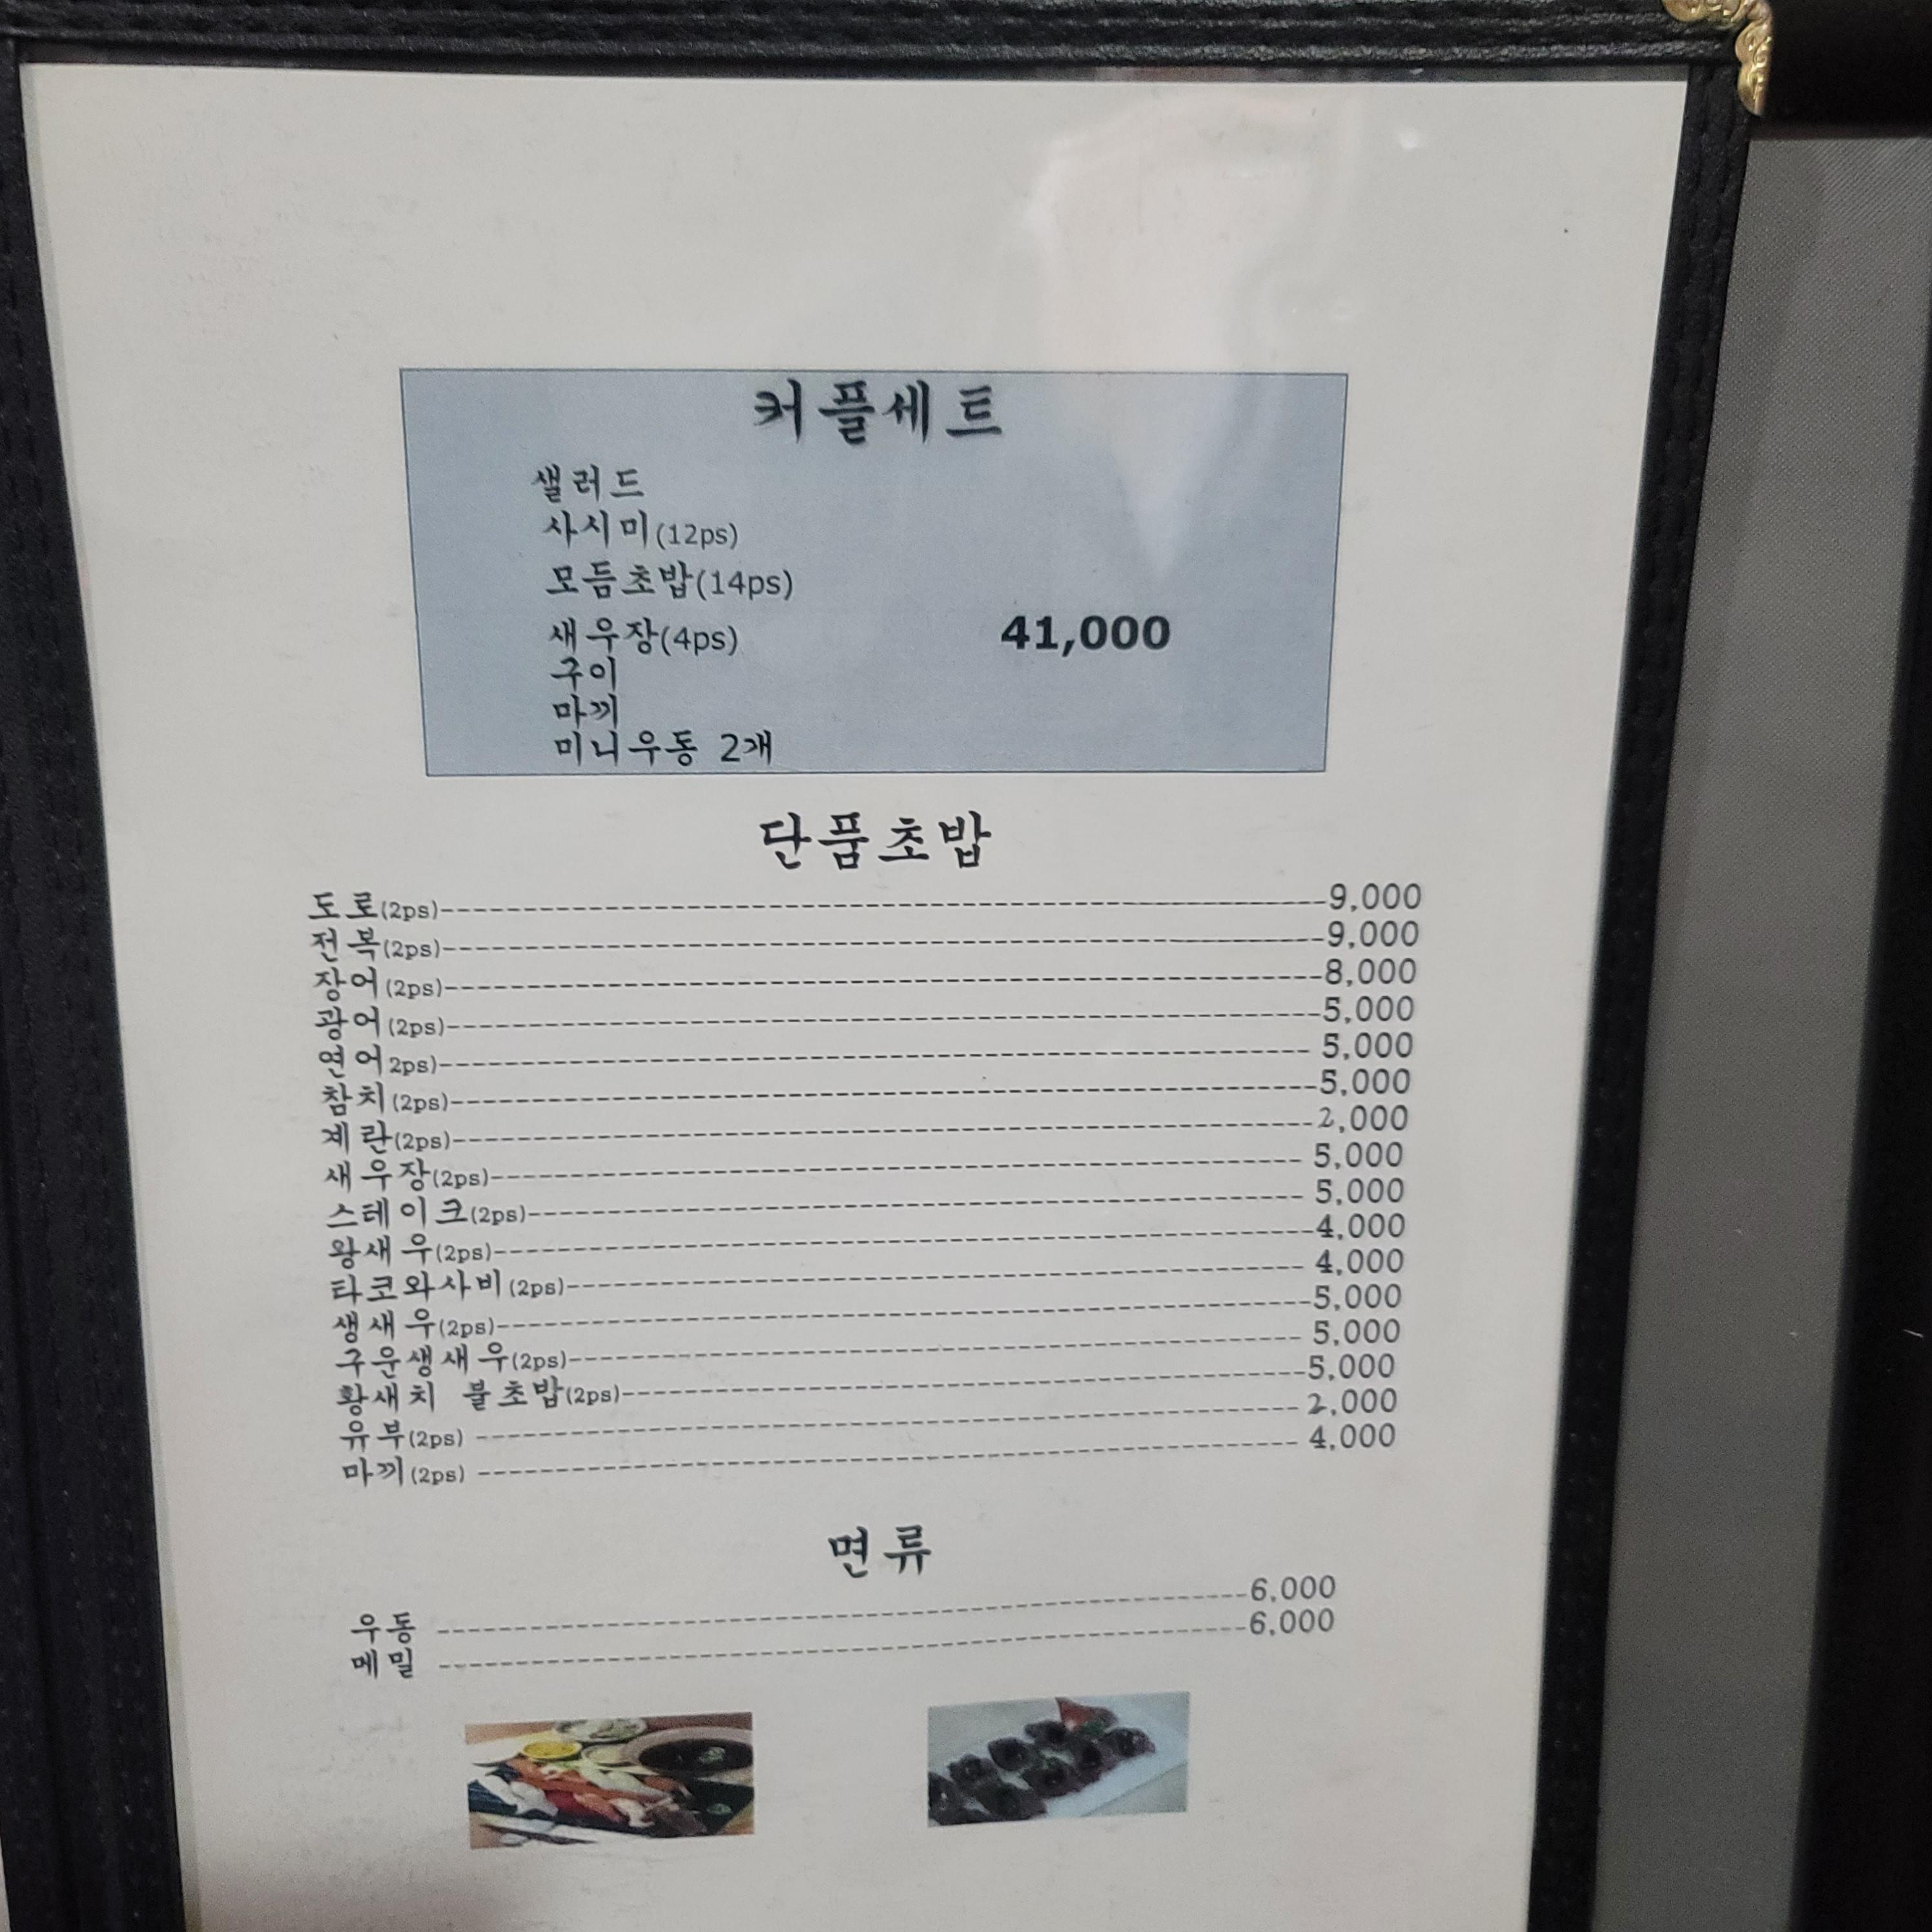 커플세트
샐러드
사시미(12ps)
모듬초밥(14ps)
새우장(4ps) 41,000
구이
마끼
미니우동 2개
단품초밥
도로(2ps)--------9,000
전복(2ps)--------9,000
장어(2ps)--------8,000
광어(2ps)--------5,000
연어2ps)-------- 5,000
참치(2ps)--------5,000
계란(2ps)--------2,000
새우장(2ps)-------- 5,000
스테이크(2ps)-------- 5,000
왕새우(2ps)--------4,000
타코와사비(2ps)-------- 4,000
생새우(2ps)--------5,000
구운생새우(2ps)-------- 5,000
황새치 불초밥(2ps)--------5,000
유부(2ps) -------- 2,000
마끼(2ps) -------- 4,000
면류
우동 --------6,000
메밀 --------6,000